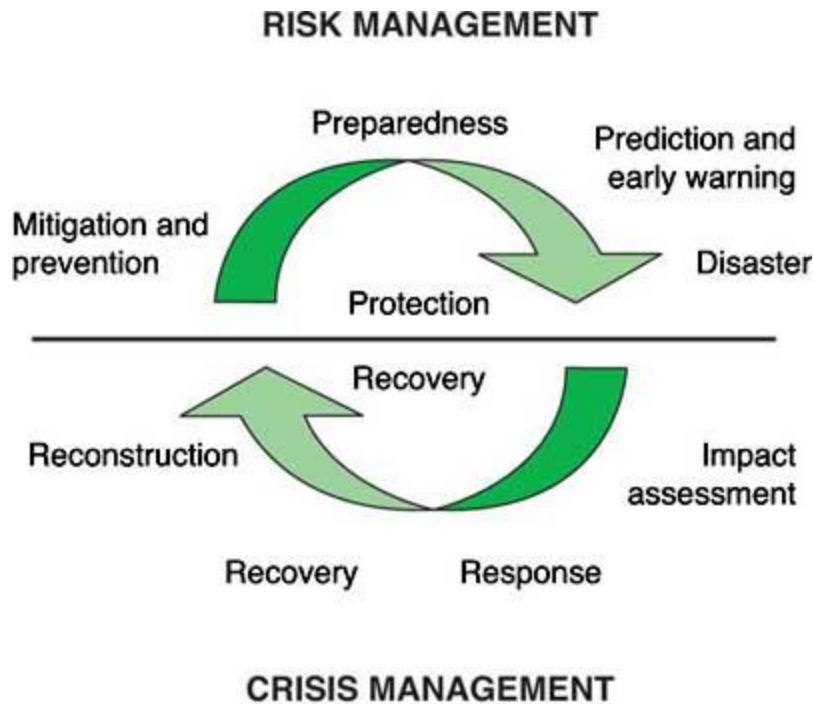 RISK MANAGEMENT
Preparedness
Prediction and
early warning
Mitigation and
prevention
Disaster
Protection
Recovery
Reconstruction
Impact
assessment
Recovery
Response
CRISIS MANAGEMENT